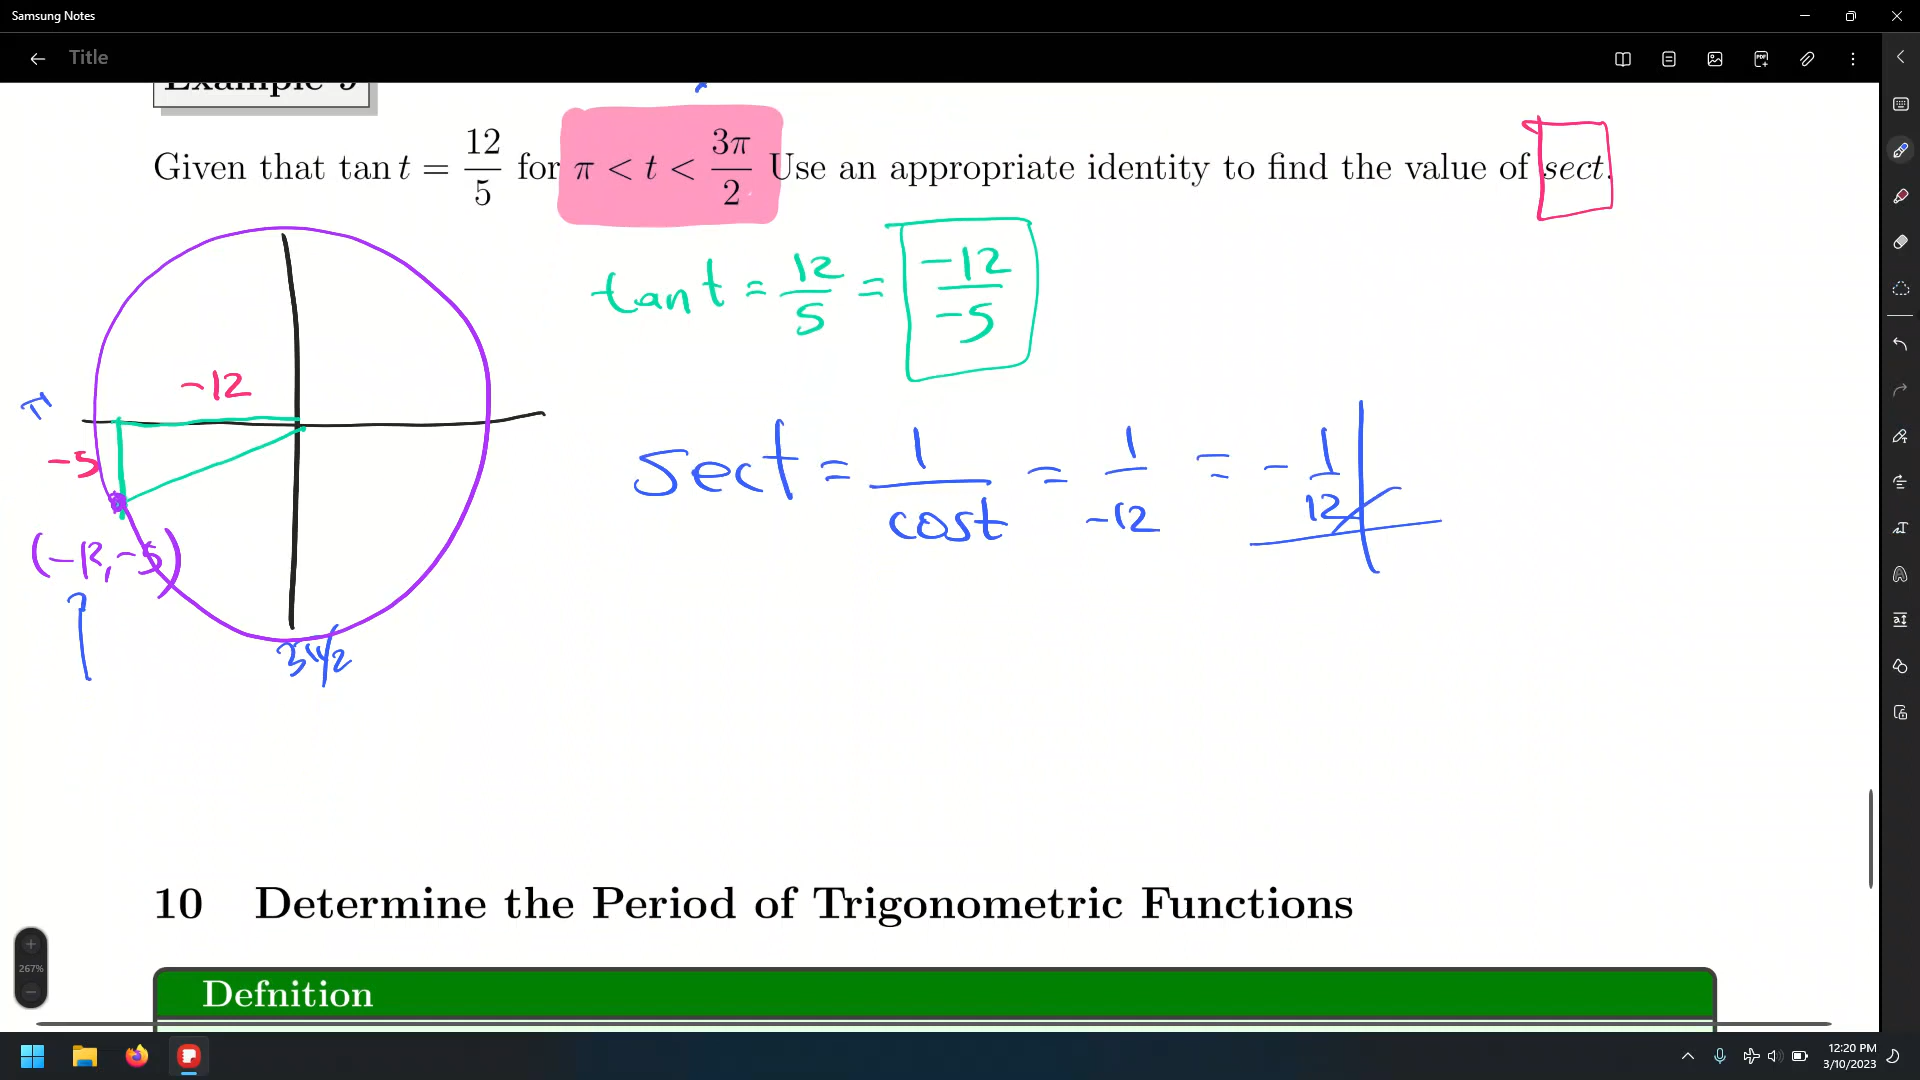 Samsung Notes
Title
Example 5
Given that tan t = 12/5 for π < t < 3π/2 Use an appropriate identity to find the value of sect.
tan t = 12/5 = -12/-5
-12
π
-5
sect = 1/cost = 1/-12 = -1/12
(-12, -5)
3π/2
10 Determine the Period of Trigonometric Functions
267%
Defnition
12:20 PM
3/10/2023